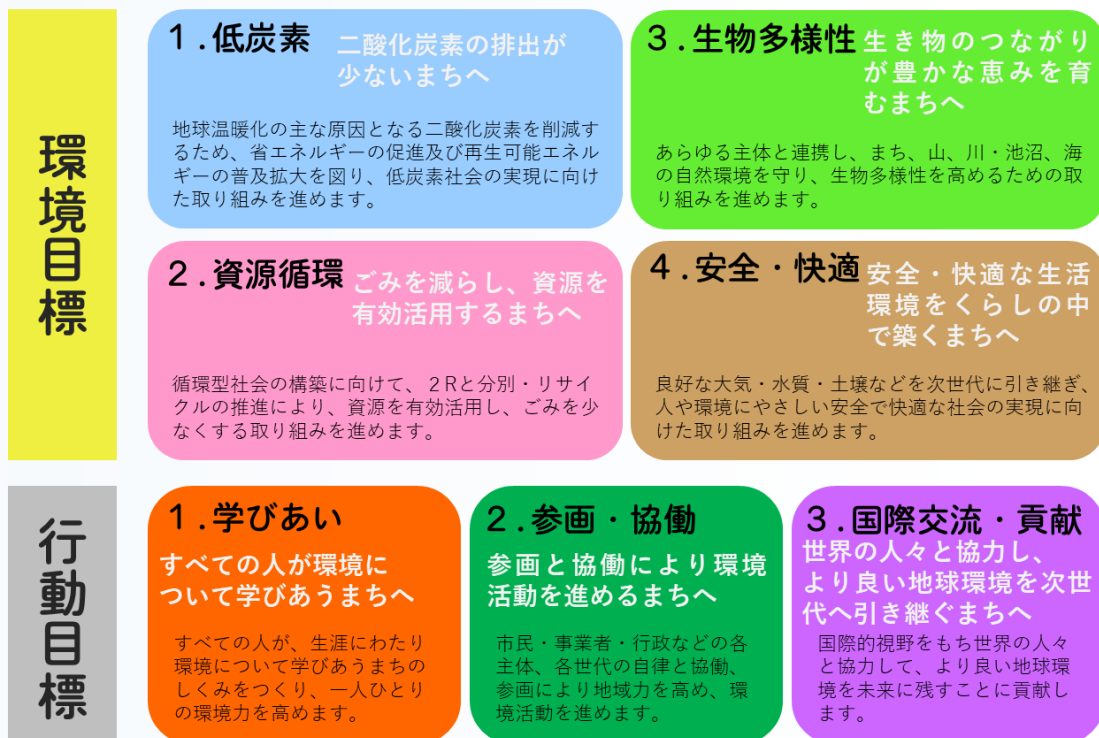 環境目標
1.低炭素
二酸化炭素の排出が
少ないまちへ
地球温暖化の主な原因となる二酸化炭素を削減す
るため、省エネルギーの促進及び再生可能エネル
ギーの普及拡大を図り、低炭素社会の実現に向け
た取り組みを進めます。
2.資源循環
ごみを減らし、資源を
有効活用するまちへ
循環型社会の構築に向けて、2Rと分別・リサイ
クルの推進により、資源を有効活用し、ごみを少
なくする取り組みを進めます。
3.生物多様性
生き物のつながり
が豊かな恵みを育
むまちへ
あらゆる主体と連携し、まち、山、川・池沼、海
の自然環境を守り、生物多様性を高めるための取
り組みを進めます。
4.安全・快適
安全・快適な生活
環境をくらしの中
で築くまちへ
良好な大気・水質・土壌などを次世代に引き継ぎ、
人や環境にやさしい安全で快適な社会の実現に向
けた取り組みを進めます。
行動目標
1.学びあい
すべての人が環境に
ついて学びあうまちへ
すべての人が、生涯にわたり
環境について学びあうまちの
しくみをつくり、一人ひとり
の環境力を高めます。
2.参画・協働
参画と協働により環境
活動を進めるまちへ
市民・事業者・行政などの各
主体、各世代の自律と協働、
参画により地域力を高め、環
境活動を進めます。
3.国際交流・貢献
世界の人々と協力し、
より良い地球環境を次世
代へ引き継ぐまちへ
国際的視野をもち世界の人々
と協力して、より良い地球環
境を未来に残すことに貢献し
ます。